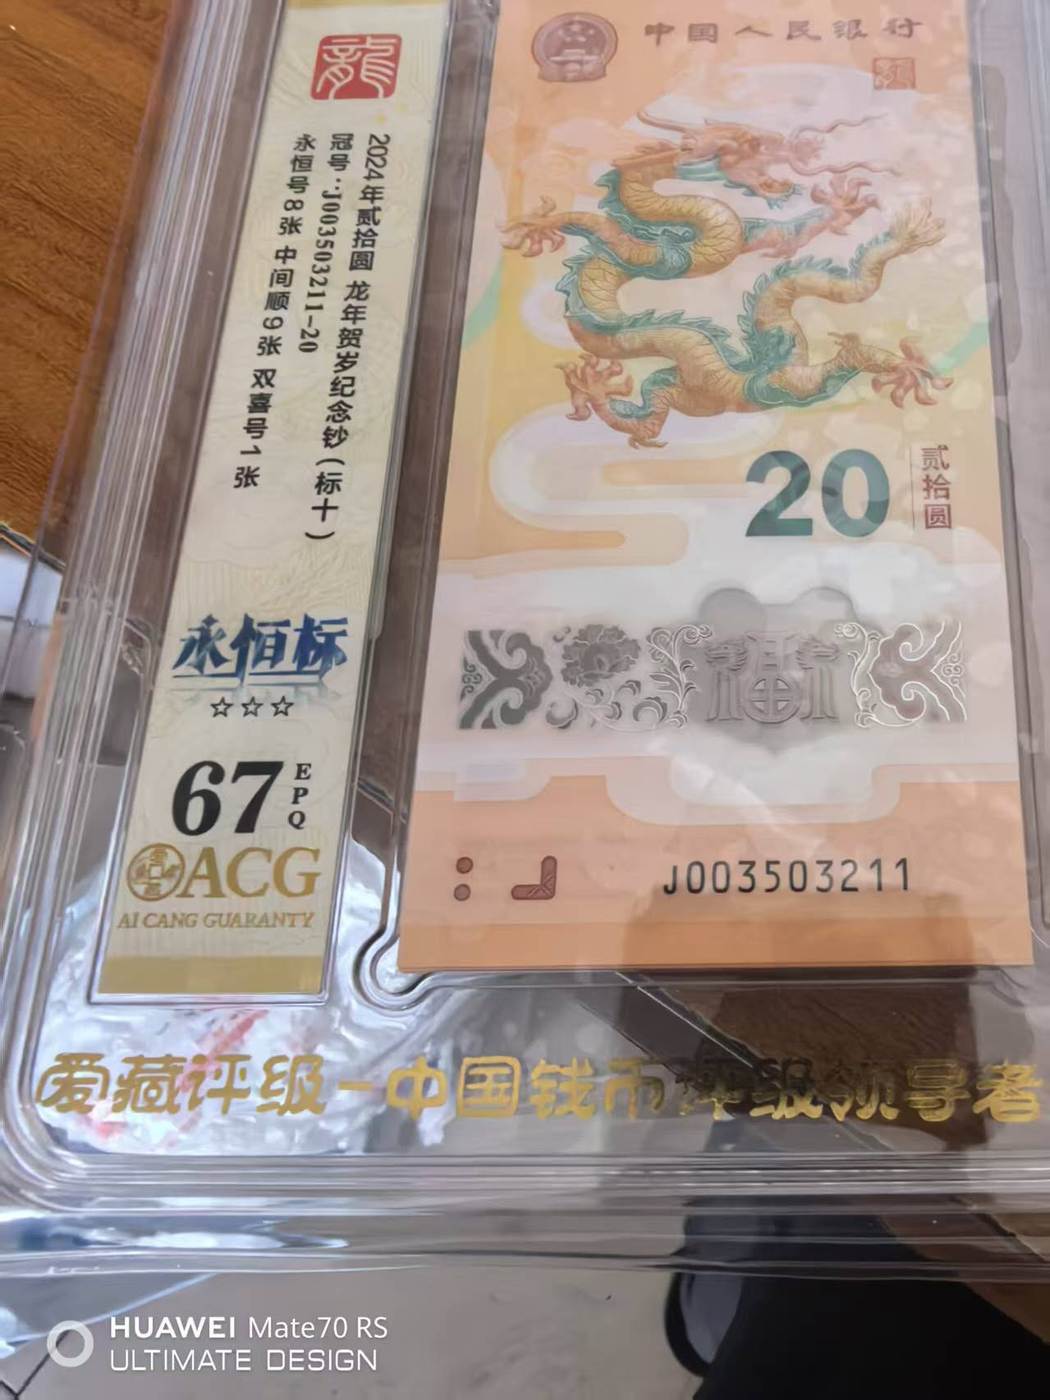 龍
2024年贰拾圆 龙年贺岁纪念钞(标十)
冠号:J003503211-20
永恒号8张 中间顺9张 双喜号1张
永恒标
☆☆☆
67
EPQ
ACG
AI CANG GUARANTY
中国人民银行
20
贰拾圆
J003503211
爱藏评级-中国钱币评级领导者
HUAWEI Mate70 RS
ULTIMATE DESIGN